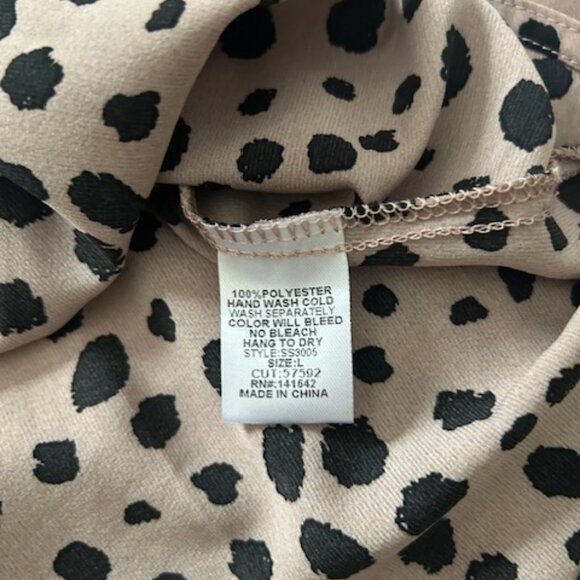 100%POLYESTER
HAND WASH COLD
WASH SEPARATELY
COLOR WILL BLEED
NO BLEACH
HANG TO DRY
STYLE:SS3005
SIZE:L
CUT:57592
RN#:141642
MADE IN CHINA